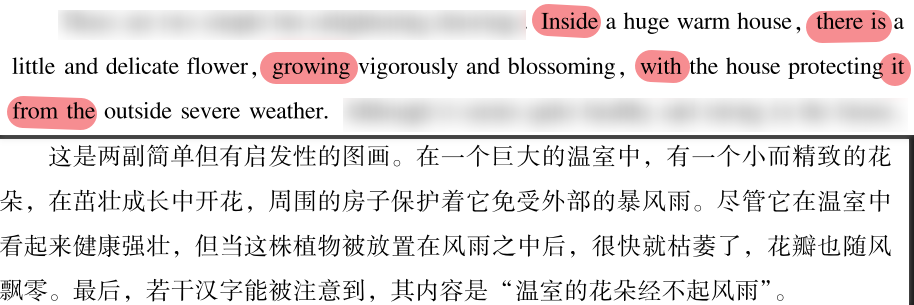 Inside a huge warm house, there is a
little and delicate flower, growing vigorously and blossoming, with the house protecting it
from the outside severe weather.
这是两副简单但有启发性的图画。在一个巨大的温室中，有一个小而精致的花
朵，在茁壮成长中开花，周围的房子保护着它免受外部的暴风雨。尽管它在温室中
看起来健康强壮，但当这株植物被放置在风雨之中后，很快就枯萎了，花瓣也随风
飘零。最后，若干汉字能被注意到，其内容是“温室的花朵经不起风雨”。